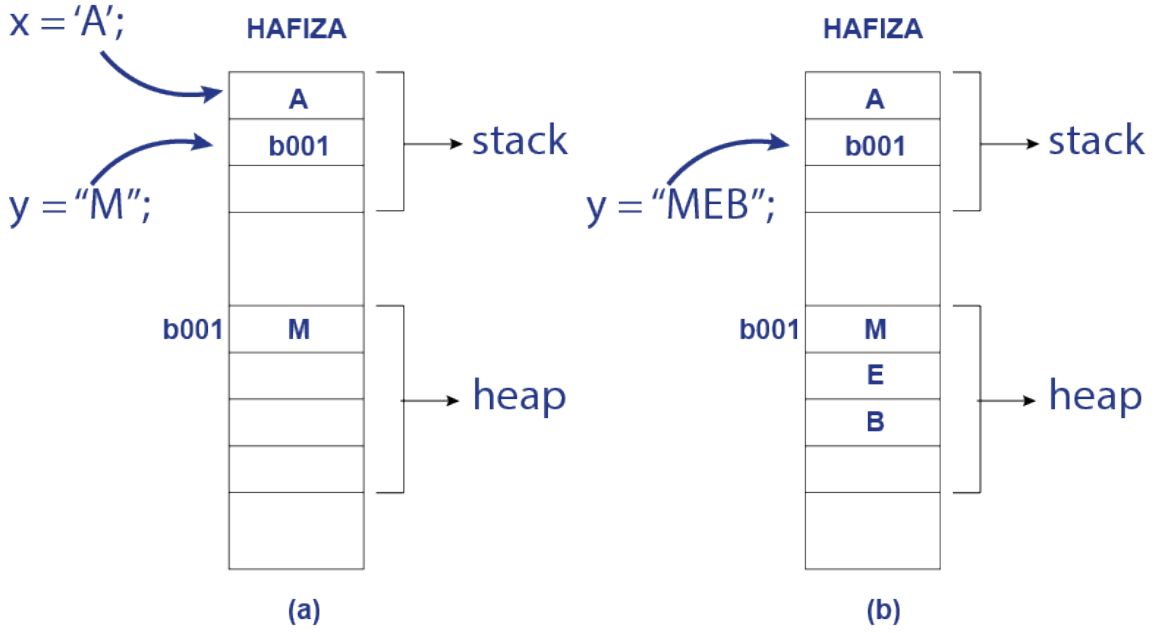 x = ‘A’;
HAFIZA
A
b001
stack
y = “M”;
b001
M
heap
(a)
HAFIZA
A
b001
stack
y = “MEB”;
b001
M
E
B
heap
(b)